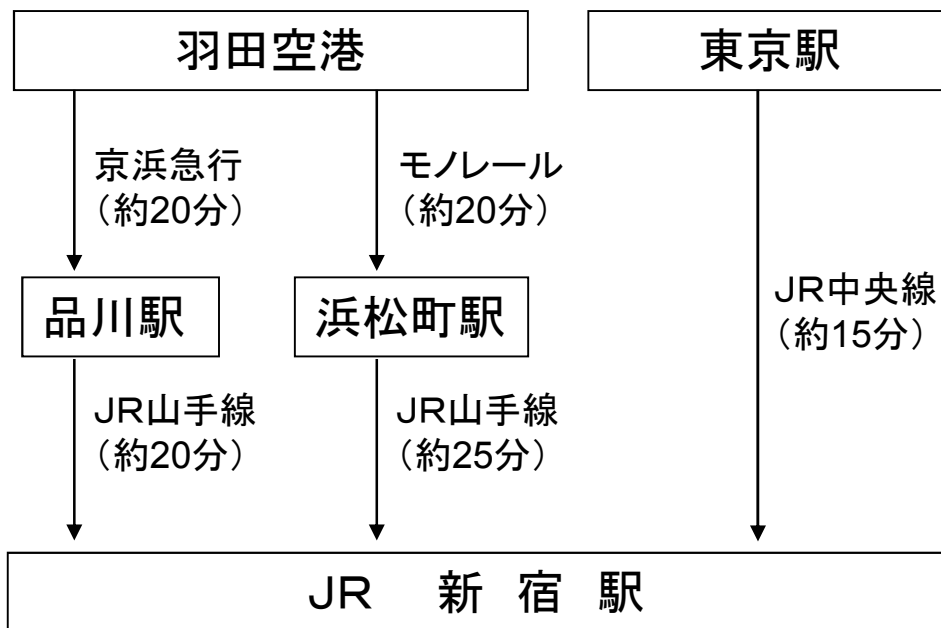 羽田空港
東京駅
京浜急行
（約20分）
モノレール
（約20分）
品川駅
浜松町駅
JR中央線
（約15分）
JR山手線
（約20分）
JR山手線
（約25分）
JR 新 宿 駅